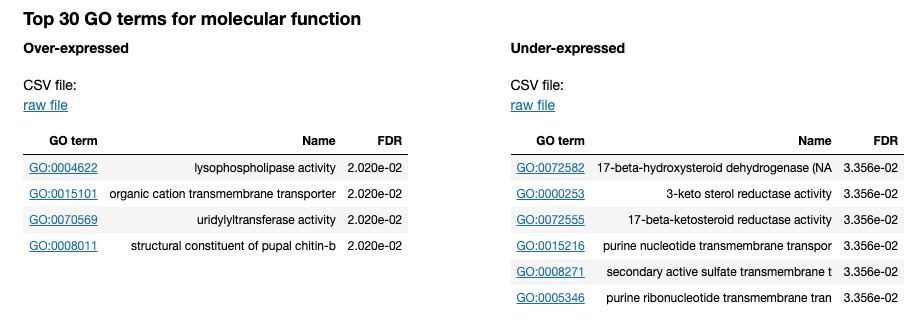 Top 30 GO terms for molecular function
Over-expressed
CSV file:
raw file
GO term Name FDR
GO:0004622 lysophospholipase activity 2.020e-02
GO:0015101 organic cation transmembrane transporter 2.020e-02
GO:0070569 uridylyltransferase activity 2.020e-02
GO:0008011 structural constituent of pupal chitin-b 2.020e-02
Under-expressed
CSV file:
raw file
GO term Name FDR
GO:0072582 17-beta-hydroxysteroid dehydrogenase (NA 3.356e-02
GO:0000253 3-keto sterol reductase activity 3.356e-02
GO:0072555 17-beta-ketosteroid reductase activity 3.356e-02
GO:0015216 purine nucleotide transmembrane transpor 3.356e-02
GO:0008271 secondary active sulfate transmembrane t 3.356e-02
GO:0005346 purine ribonucleotide transmembrane tran 3.356e-02